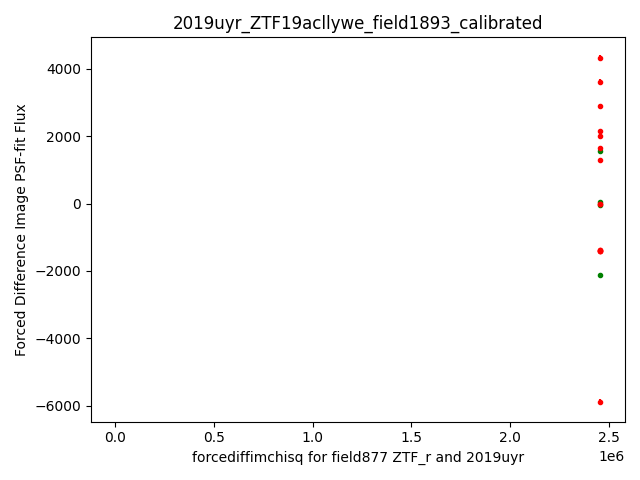 2019uyr_ZTF19acllywe_field1893_calibrated
Forced Difference Image PSF-fit Flux
4000
2000
0
−2000
−4000
−6000
0.0 0.5 1.0 1.5 2.0 2.5
1e6
forcediffimchisq for field877 ZTF_r and 2019uyr